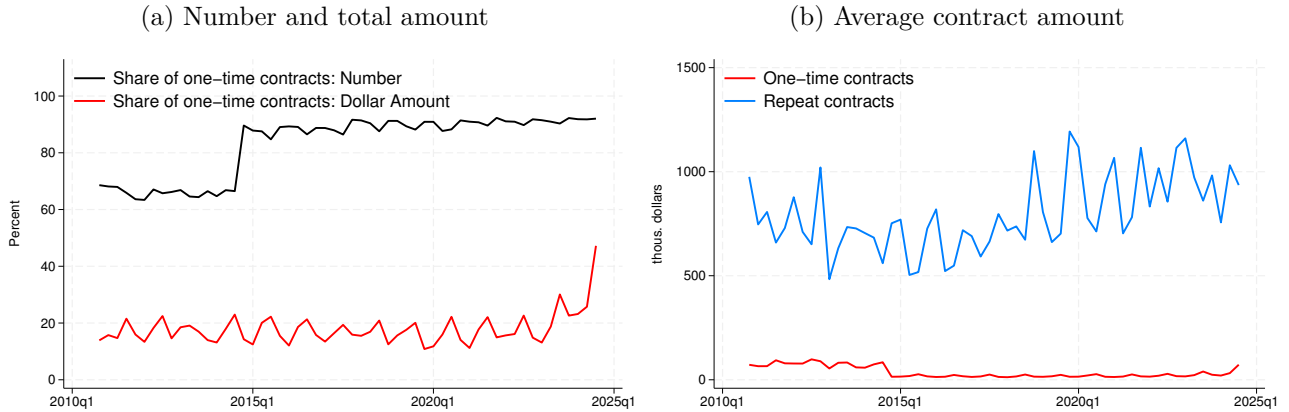 (a) Number and total amount
Share of one−time contracts: Number
Share of one−time contracts: Dollar Amount
Percent
100
80
60
40
20
0
2010q1
2015q1
2020q1
2025q1
(b) Average contract amount
One−time contracts
Repeat contracts
thous. dollars
1500
1000
500
0
2010q1
2015q1
2020q1
2025q1